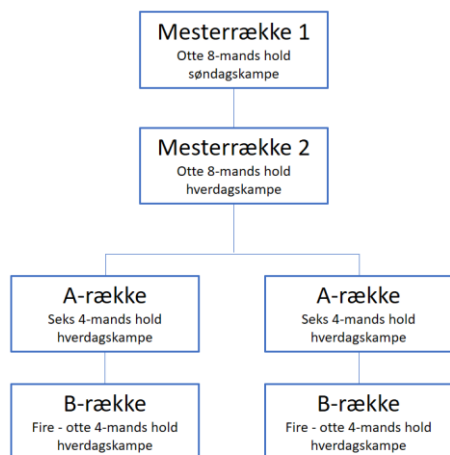 Mesterrække 1
Otte 8-mands hold
søndagskampe
Mesterrække 2
Otte 8-mands hold
hverdagskampe
A-række
Seks 4-mands hold
hverdagskampe
A-række
Seks 4-mands hold
hverdagskampe
B-række
Fire - otte 4-mands hold
hverdagskampe
B-række
Fire - otte 4-mands hold
hverdagskampe